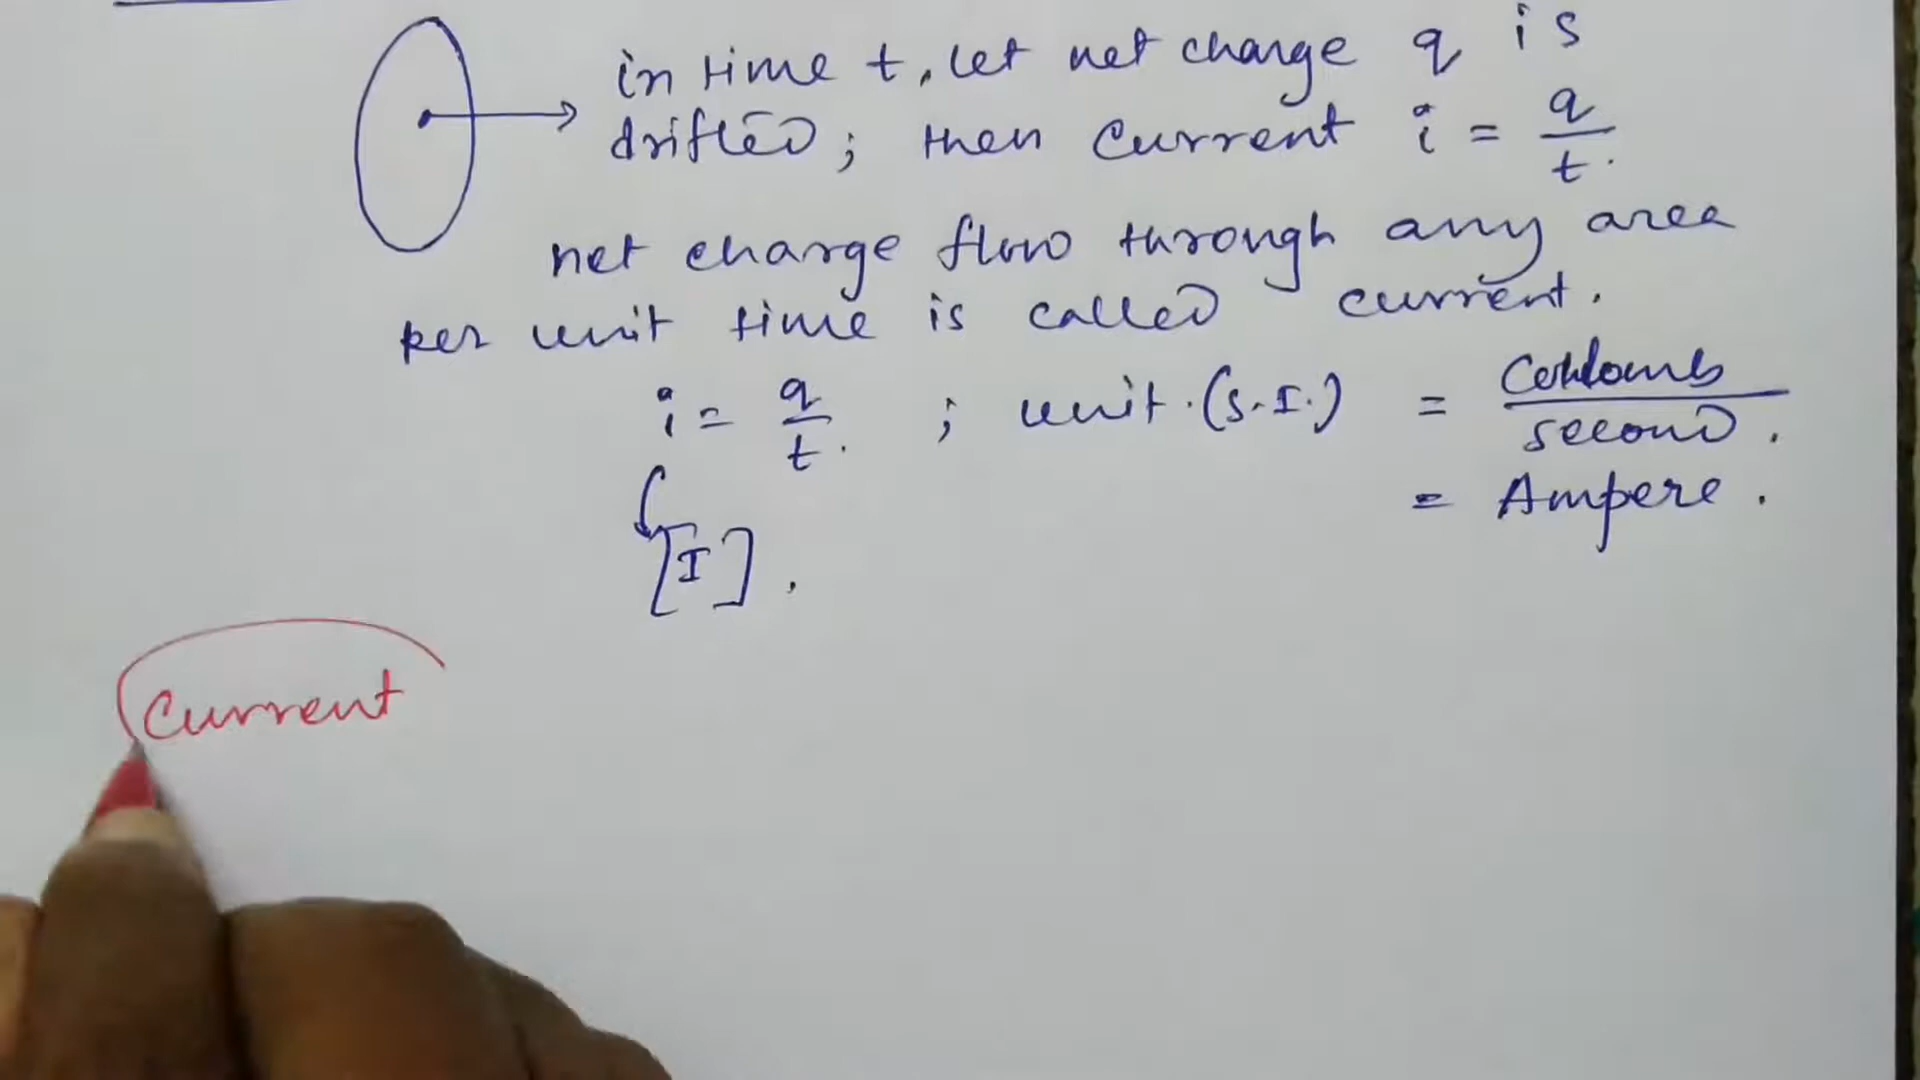 in time t, let net charge q is
drifted; then current i = q/t.
net charge flow through any area
per unit time is called current.
i = q/t. ; unit.(S.I.) = Coulomb/second.
= Ampere.
[I].
Current